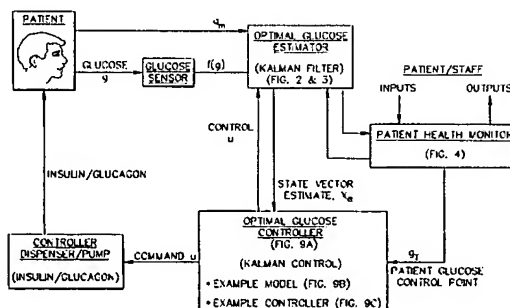 PATIENT
g_m
OPTIMAL GLUCOSE
ESTIMATOR
(KALMAN FILTER)
(FIG. 2 & 3)
GLUCOSE
g
GLUCOSE
SENSOR
f(g)
PATIENT/STAFF
INPUTS
OUTPUTS
PATIENT HEALTH MONITOR
(FIG. 4)
CONTROL
u
INSULIN/GLUCAGON
STATE VECTOR
ESTIMATE, X_e
OPTIMAL GLUCOSE
CONTROLLER
(FIG. 9A)
(KALMAN CONTROL)
• EXAMPLE MODEL (FIG. 9B)
• EXAMPLE CONTROLLER (FIG. 9C)
g_T
PATIENT GLUCOSE
CONTROL POINT
CONTROLLER
DISPENSER/PUMP
(INSULIN/GLUCAGON)
COMMAND u